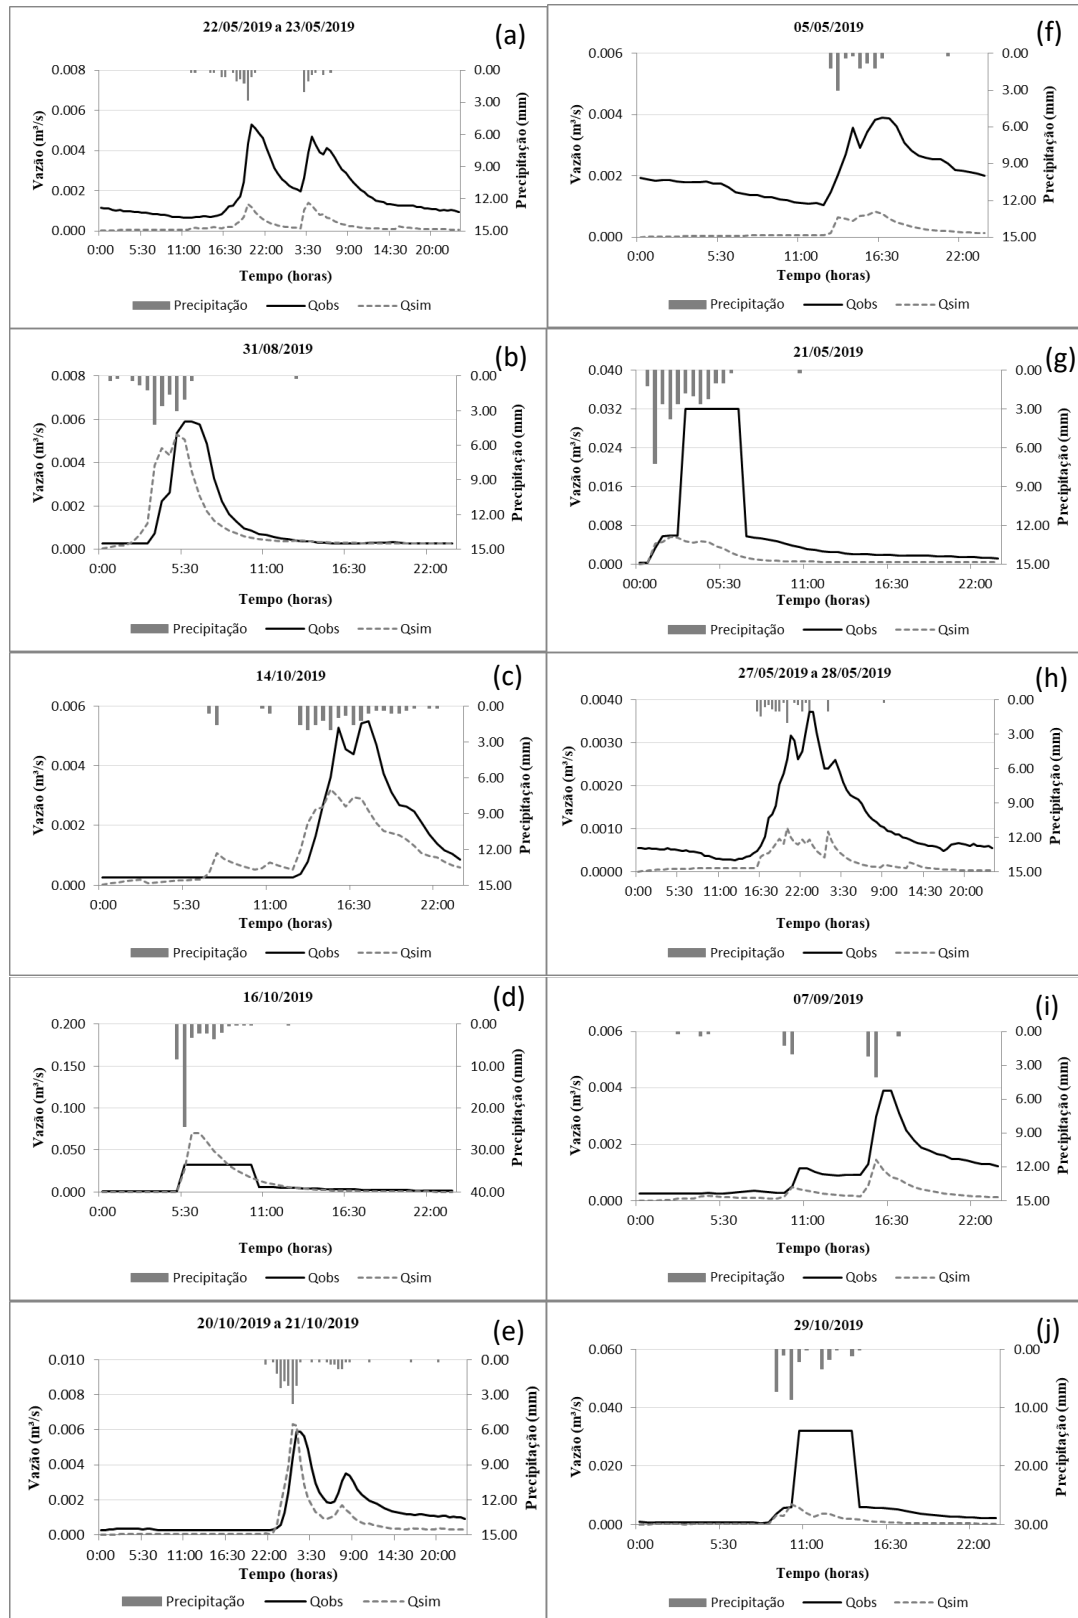 22/05/2019 a 23/05/2019
(a)
0.008
0.006
0.004
0.002
0.000
0.00
3.00
6.00
9.00
12.00
15.00
Vazão (m³/s)
Precipitação (mm)
0:00 5:30 11:00 16:30 22:00 3:30 9:00 14:30 20:00
Tempo (horas)
Precipitação Qobs Qsim
05/05/2019
(f)
0.006
0.004
0.002
0.000
0.00
3.00
6.00
9.00
12.00
15.00
Vazão (m³/s)
Precipitação (mm)
0:00 5:30 11:00 16:30 22:00
Tempo (horas)
Precipitação Qobs Qsim
31/08/2019
(b)
0.008
0.006
0.004
0.002
0.000
0.00
3.00
6.00
9.00
12.00
15.00
Vazão (m³/s)
Precipitação (mm)
0:00 5:30 11:00 16:30 22:00
Tempo (horas)
Precipitação Qobs Qsim
21/05/2019
(g)
0.040
0.032
0.024
0.016
0.008
0.000
0.00
3.00
6.00
9.00
12.00
15.00
Vazão (m³/s)
Precipitação (mm)
00:00 05:30 11:00 16:30 22:00
Tempo (horas)
Precipitação Qobs Qsim
14/10/2019
(c)
0.006
0.004
0.002
0.000
0.00
3.00
6.00
9.00
12.00
15.00
Vazão (m³/s)
Precipitação (mm)
0:00 5:30 11:00 16:30 22:00
Tempo (horas)
Precipitação Qobs Qsim
27/05/2019 a 28/05/2019
(h)
0.0040
0.0030
0.0020
0.0010
0.0000
0.00
3.00
6.00
9.00
12.00
15.00
Vazão (m³/s)
Precipitação (mm)
0:00 5:30 11:00 16:30 22:00 3:30 9:00 14:30 20:00
Tempo (horas)
Precipitação Qobs Qsim
16/10/2019
(d)
0.200
0.150
0.100
0.050
0.000
0.00
10.00
20.00
30.00
40.00
Vazão (m³/s)
Precipitação (mm)
0:00 5:30 11:00 16:30 22:00
Tempo (horas)
Precipitação Qobs Qsim
07/09/2019
(i)
0.006
0.004
0.002
0.000
0.00
3.00
6.00
9.00
12.00
15.00
Vazão (m³/s)
Precipitação (mm)
0:00 5:30 11:00 16:30 22:00
Tempo (horas)
Precipitação Qobs Qsim
20/10/2019 a 21/10/2019
(e)
0.010
0.008
0.006
0.004
0.002
0.000
0.00
3.00
6.00
9.00
12.00
15.00
Vazão (m³/s)
Precipitação (mm)
0:00 5:30 11:00 16:30 22:00 3:30 9:00 14:30 20:00
Tempo (horas)
Precipitação Qobs Qsim
29/10/2019
(j)
0.060
0.040
0.020
0.000
0.00
10.00
20.00
30.00
Vazão (m³/s)
Precipitação (mm)
0:00 5:30 11:00 16:30 22:00
Tempo (horas)
Precipitação Qobs Qsim